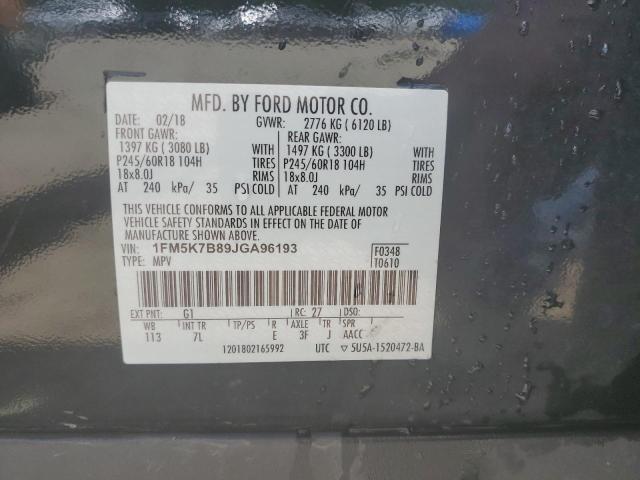 MFD. BY FORD MOTOR CO.
DATE: 02/18 GVWR: 2776 KG ( 6120 LB)
FRONT GAWR: REAR GAWR:
1397 KG ( 3080 LB) 1497 KG ( 3300 LB)
P245/60R18 104H TIRES P245/60R18 104H TIRES
18x8.0J RIMS 18x8.0J RIMS
AT 240 kPa/ 35 PSI COLD AT 240 kPa/ 35 PSI COLD
THIS VEHICLE CONFORMS TO ALL APPLICABLE FEDERAL MOTOR
VEHICLE SAFETY STANDARDS IN EFFECT ON THE DATE OF
MANUFACTURE SHOWN ABOVE.
VIN: 1FM5K7B89JGA96193 F0348
TYPE: MPV T0610
EXT PNT: G1 RC: 27 DSO:
WB INT TR TP/PS R AXLE TR SPR
113 7L E 3F J AACC
1201802165992 UTC ▽ 5U5A-1520472-BA